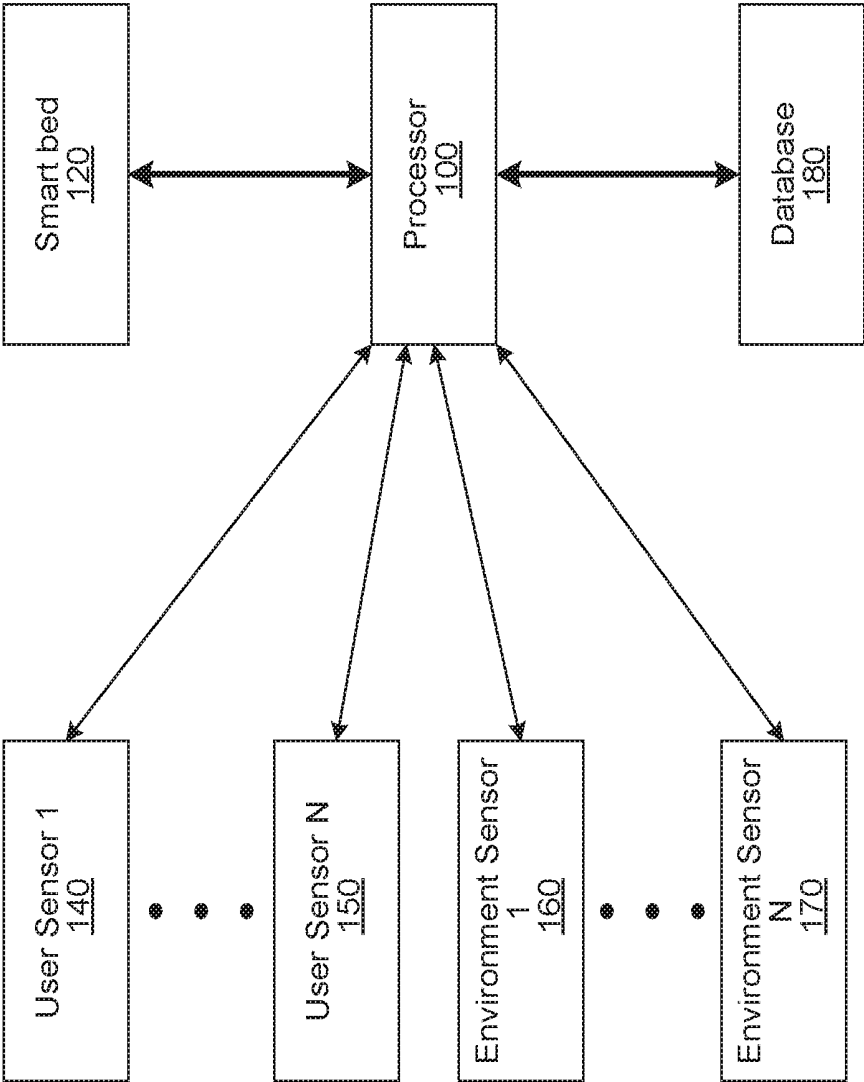 User Sensor 1
140
User Sensor N
150
Environment Sensor
1
160
Environment Sensor
N
170
Smart bed
120
Processor
100
Database
180